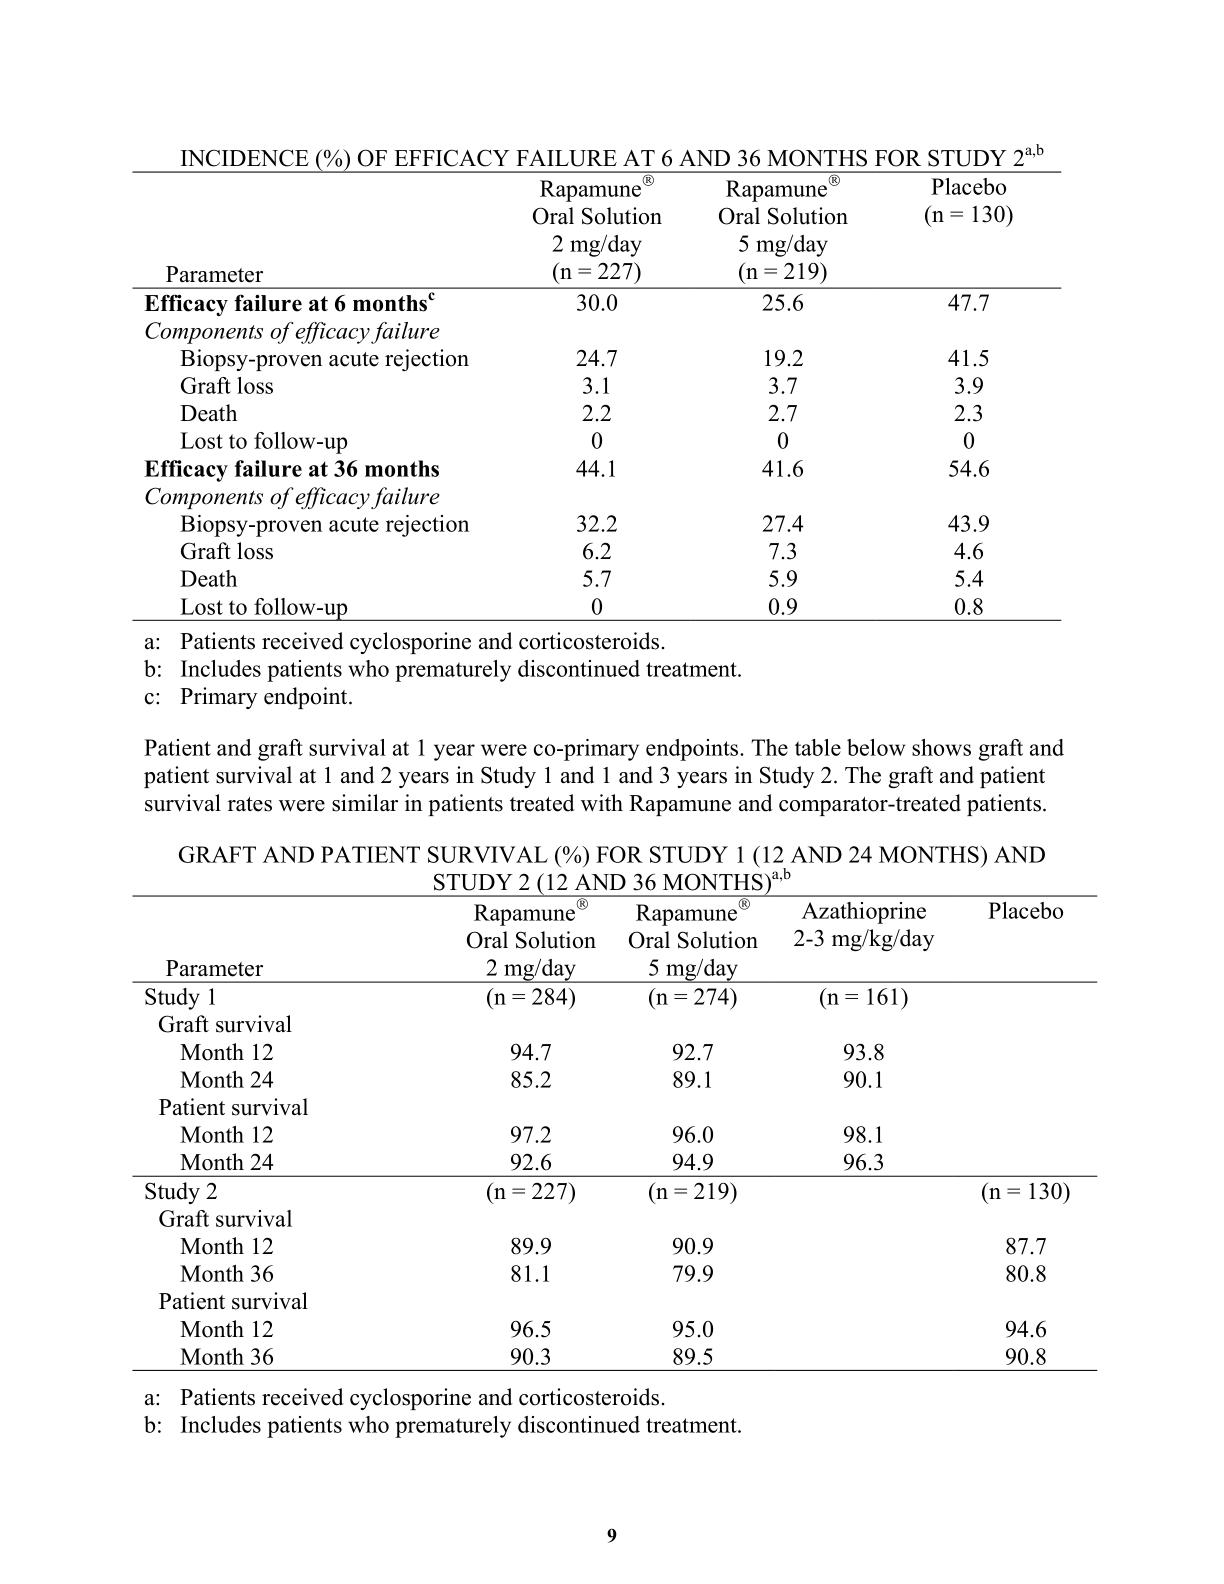 INCIDENCE (%) OF EFFICACY FAILURE AT 6 AND 36 MONTHS FOR STUDY 2a,b
Rapamune® Rapamune® Placebo
Oral Solution Oral Solution (n = 130)
2 mg/day 5 mg/day
Parameter (n = 227) (n = 219)
Efficacy failure at 6 monthsc 30.0 25.6 47.7
Components of efficacy failure
Biopsy-proven acute rejection 24.7 19.2 41.5
Graft loss 3.1 3.7 3.9
Death 2.2 2.7 2.3
Lost to follow-up 0 0 0
Efficacy failure at 36 months 44.1 41.6 54.6
Components of efficacy failure
Biopsy-proven acute rejection 32.2 27.4 43.9
Graft loss 6.2 7.3 4.6
Death 5.7 5.9 5.4
Lost to follow-up 0 0.9 0.8
a: Patients received cyclosporine and corticosteroids.
b: Includes patients who prematurely discontinued treatment.
c: Primary endpoint.
Patient and graft survival at 1 year were co-primary endpoints. The table below shows graft and
patient survival at 1 and 2 years in Study 1 and 1 and 3 years in Study 2. The graft and patient
survival rates were similar in patients treated with Rapamune and comparator-treated patients.
GRAFT AND PATIENT SURVIVAL (%) FOR STUDY 1 (12 AND 24 MONTHS) AND
STUDY 2 (12 AND 36 MONTHS)a,b
Rapamune® Rapamune® Azathioprine Placebo
Oral Solution Oral Solution 2-3 mg/kg/day
Parameter 2 mg/day 5 mg/day
Study 1 (n = 284) (n = 274) (n = 161)
Graft survival
Month 12 94.7 92.7 93.8
Month 24 85.2 89.1 90.1
Patient survival
Month 12 97.2 96.0 98.1
Month 24 92.6 94.9 96.3
Study 2 (n = 227) (n = 219) (n = 130)
Graft survival
Month 12 89.9 90.9 87.7
Month 36 81.1 79.9 80.8
Patient survival
Month 12 96.5 95.0 94.6
Month 36 90.3 89.5 90.8
a: Patients received cyclosporine and corticosteroids.
b: Includes patients who prematurely discontinued treatment.
9